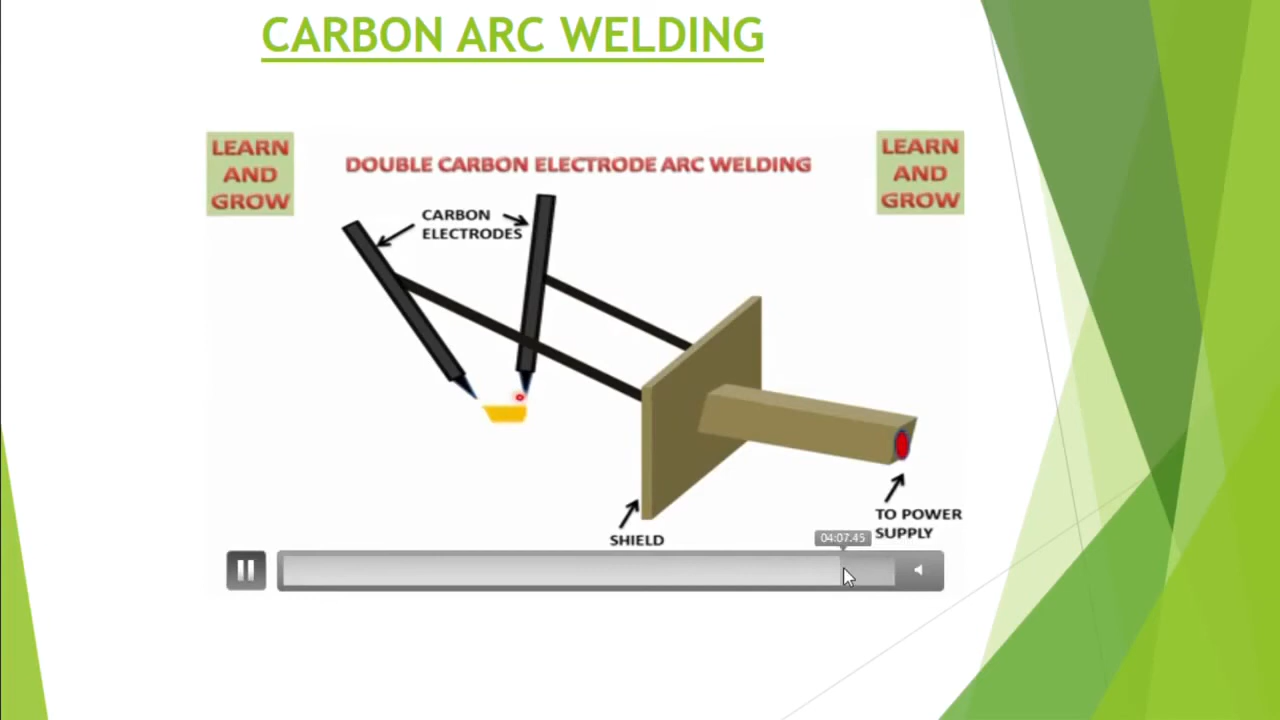 CARBON ARC WELDING
LEARN
AND
GROW
DOUBLE CARBON ELECTRODE ARC WELDING
LEARN
AND
GROW
CARBON
ELECTRODES
TO POWER
SUPPLY
SHIELD
04:07.45